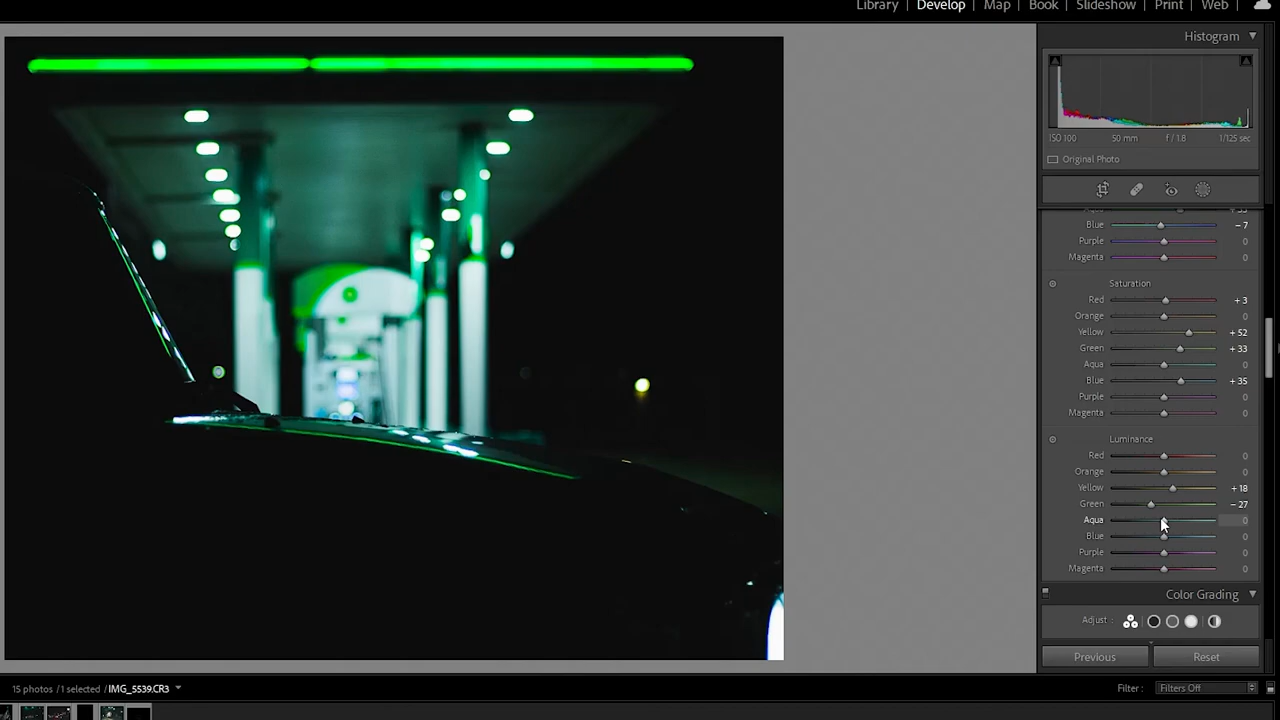 Library | Develop | Map | Book | Slideshow | Print | Web |
Histogram
ISO 100 50 mm f / 1.8 1/125 sec
Original Photo
Blue - 7
Purple 0
Magenta 0
Saturation
Red + 3
Orange 0
Yellow + 52
Green + 33
Aqua 0
Blue + 35
Purple 0
Magenta 0
Luminance
Red 0
Orange 0
Yellow + 18
Green - 27
Aqua 0
Blue 0
Purple 0
Magenta 0
Color Grading
Adjust :
Previous Reset
15 photos / 1 selected / IMG_5539.CR3
Filter : Filters Off